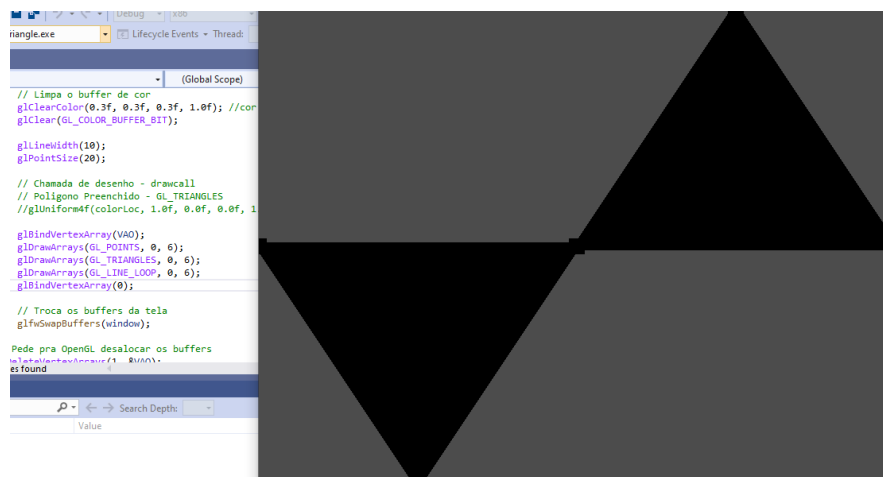 Debug x86
riangle.exe Lifecycle Events Thread:
(Global Scope)
// Limpa o buffer de cor
glClearColor(0.3f, 0.3f, 0.3f, 1.0f); //cor
glClear(GL_COLOR_BUFFER_BIT);
glLineWidth(10);
glPointSize(20);
// Chamada de desenho - drawcall
// Poligono Preenchido - GL_TRIANGLES
//glUniform4f(colorLoc, 1.0f, 0.0f, 0.0f, 1
glBindVertexArray(VAO);
glDrawArrays(GL_POINTS, 0, 6);
glDrawArrays(GL_TRIANGLES, 0, 6);
glDrawArrays(GL_LINE_LOOP, 0, 6);
glBindVertexArray(0);
// Troca os buffers da tela
glfwSwapBuffers(window);
Pede pra OpenGL desalocar os buffers
DeleteVertexArrays(1, &VAO);
es found
Search Depth:
Value